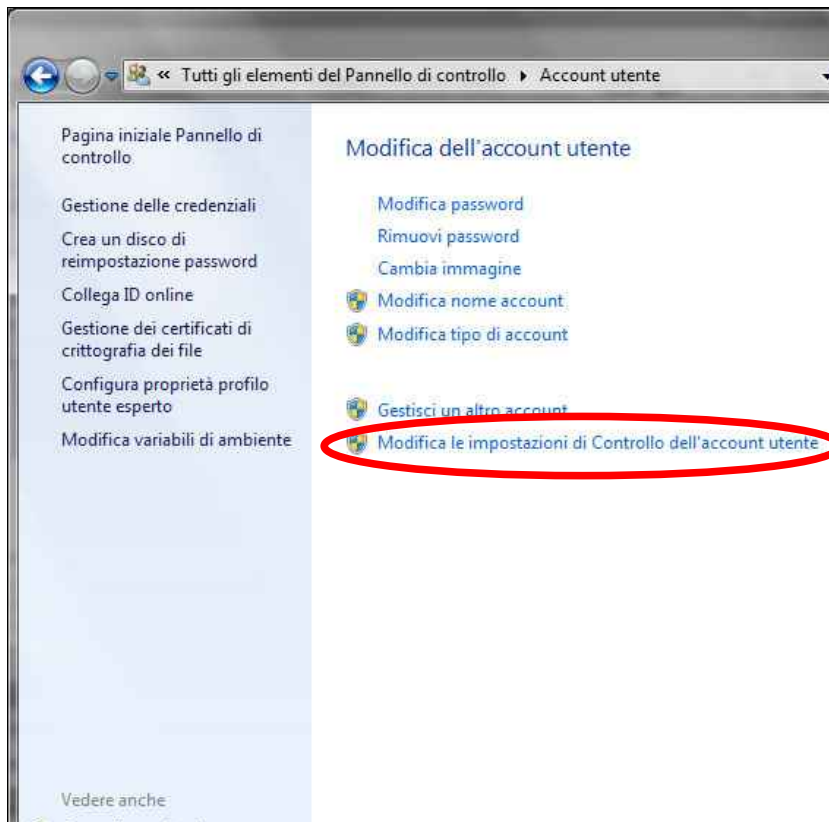 « Tutti gli elementi del Pannello di controllo ▸ Account utente
Pagina iniziale Pannello di
controllo
Gestione delle credenziali
Crea un disco di
reimpostazione password
Collega ID online
Gestione dei certificati di
crittografia dei file
Configura proprietà profilo
utente esperto
Modifica variabili di ambiente
Vedere anche
Modifica dell'account utente
Modifica password
Rimuovi password
Cambia immagine
Modifica nome account
Modifica tipo di account
Gestisci un altro account
Modifica le impostazioni di Controllo dell'account utente